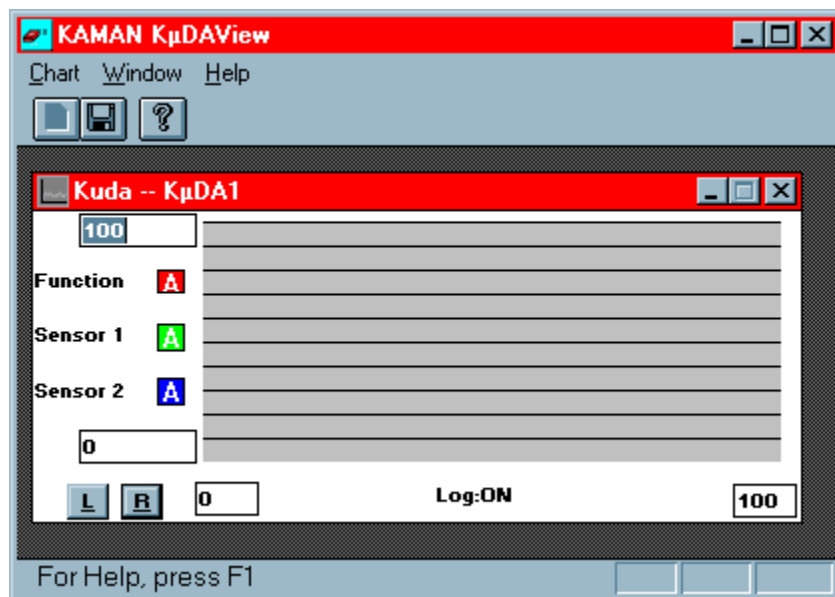 KAMAN KµDAView
Chart Window Help
?
Kuda -- KµDA1
100
Function A
Sensor 1 A
Sensor 2 A
0
L R 0 Log:ON 100
For Help, press F1